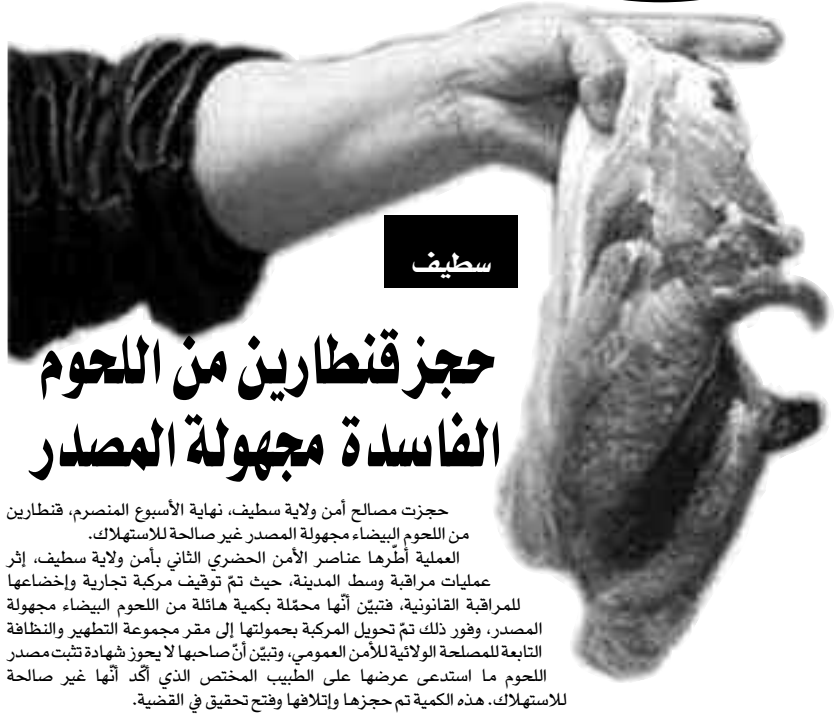 سطيف
حجز قنطارين من اللحوم
الفاسدة مجهولة المصدر
حجزت مصالح أمن ولاية سطيف، نهاية الأسبوع المنصرم، قنطارين
من اللحوم البيضاء مجهولة المصدر غير صالحة للاستهلاك.
العملية أطّرها عناصر الأمن الحضري الثاني بأمن ولاية سطيف، إثر
عمليات مراقبة وسط المدينة، حيث تمّ توقيف مركبة تجارية وإخضاعها
للمراقبة القانونية، فتبيّن أنّها محمّلة بكمية هائلة من اللحوم البيضاء مجهولة
المصدر، وفور ذلك تمّ تحويل المركبة بحمولتها إلى مقر مجموعة التطهير والنظافة
التابعة للمصلحة الولائية للأمن العمومي، وتبيّن أنّ صاحبها لا يحوز شهادة تثبت مصدر
اللحوم ما استدعى عرضها على الطبيب المختص الذي أكّد أنّها غير صالحة
للاستهلاك. هذه الكمية تم حجزها وإتلافها وفتح تحقيق في القضية.